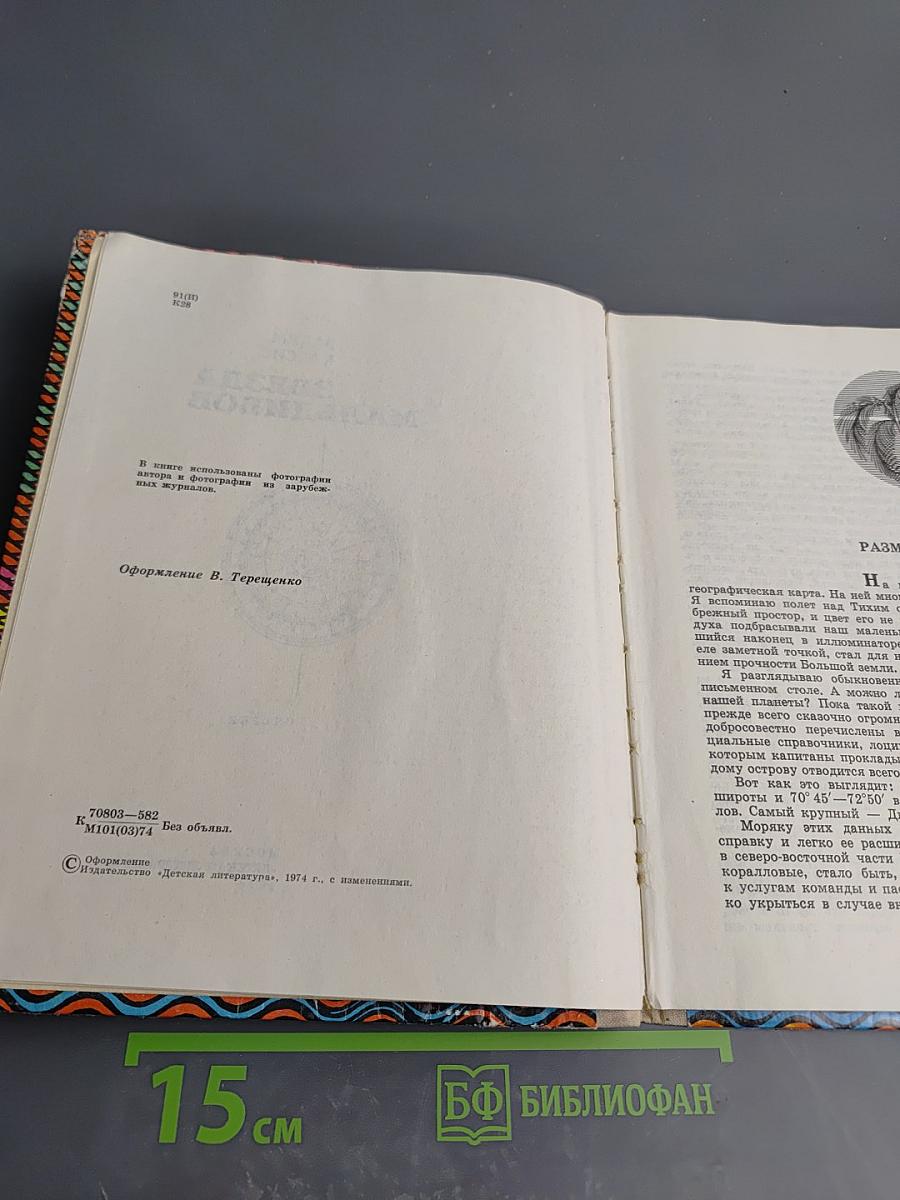 91(И)
К28
В книге использованы фотографии
автора и фотографии из зарубеж-
ных журналов.
Оформление В. Терещенко
К 70803—582
М101(03)74 Без объявл.
© Оформление
Издательство «Детская литература», 1974 г., с изменениями.
РАЗМ
На
географическая карта. На ней мно
Я вспоминаю полет над Тихим
брежный простор, и цвет его не
духа подбрасывали наш малень
шийся наконец в иллюминаторе
еле заметной точкой, стал для н
нием прочности Большой земли.
Я разглядываю обыкновенн
письменном столе. А можно л
нашей планеты? Пока такой
прежде всего сказочно огромн
добросовестно перечислены в
циальные справочники, лоци
которым капитаны проклады
дому острову отводится всего
Вот как это выглядит:
широты и 70° 45′—72°50′ в
лов. Самый крупный — Д
Моряку этих данных
справку и легко ее расши
в северо-восточной части
коралловые, стало быть,
к услугам команды и па
ко укрыться в случае вн
15 см
БФ БИБЛИОФАН